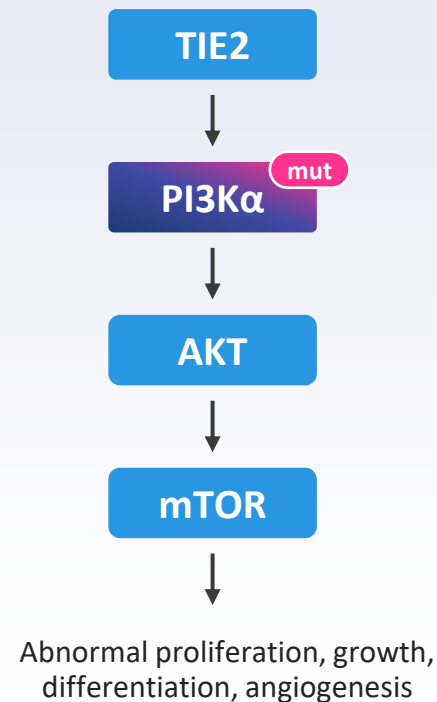 TIE2
mut
PI3Kα
AKT
mTOR
Abnormal proliferation, growth,
differentiation, angiogenesis